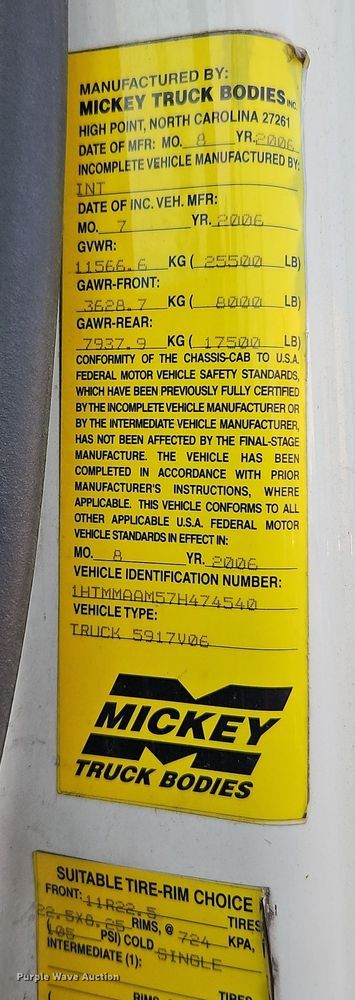 MANUFACTURED BY:
MICKEY TRUCK BODIES INC.
HIGH POINT, NORTH CAROLINA 27261
DATE OF MFR: MO. 8 YR. 2006
INCOMPLETE VEHICLE MANUFACTURED BY:
INT
DATE OF INC. VEH. MFR:
MO. 7 YR. 2006
GVWR:
11566.6 KG ( 25500 LB)
GAWR-FRONT:
3628.7 KG ( 8000 LB)
GAWR-REAR:
7937.9 KG ( 17500 LB)
CONFORMITY OF THE CHASSIS-CAB TO U.S.A.
FEDERAL MOTOR VEHICLE SAFETY STANDARDS,
WHICH HAVE BEEN PREVIOUSLY FULLY CERTIFIED
BY THE INCOMPLETE VEHICLE MANUFACTURER OR
BY THE INTERMEDIATE VEHICLE MANUFACTURER,
HAS NOT BEEN AFFECTED BY THE FINAL-STAGE
MANUFACTURE. THE VEHICLE HAS BEEN
COMPLETED IN ACCORDANCE WITH PRIOR
MANUFACTURER'S INSTRUCTIONS, WHERE
APPLICABLE. THIS VEHICLE CONFORMS TO ALL
OTHER APPLICABLE U.S.A. FEDERAL MOTOR
VEHICLE STANDARDS IN EFFECT IN:
MO. 8 YR. 2006
VEHICLE IDENTIFICATION NUMBER:
1HTMMAAM57H474540
VEHICLE TYPE:
TRUCK 5917V06
MICKEY
TRUCK BODIES
SUITABLE TIRE-RIM CHOICE
FRONT: 11R22.5 TIRES
22.5X8.25 RIMS, @ 724 KPA,
( 105 PSI) COLD SINGLE
INTERMEDIATE (1):
( TIRES
RIMS
Purple Wave Auction